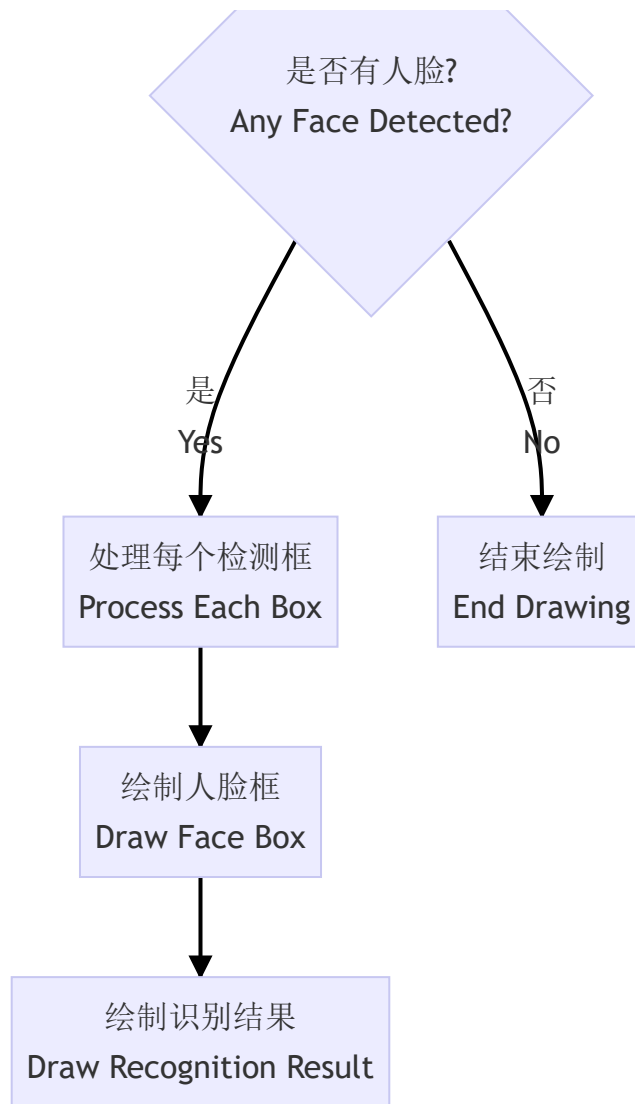 是否有人脸?
Any Face Detected?
是
Yes
否
No
处理每个检测框
Process Each Box
结束绘制
End Drawing
绘制人脸框
Draw Face Box
绘制识别结果
Draw Recognition Result